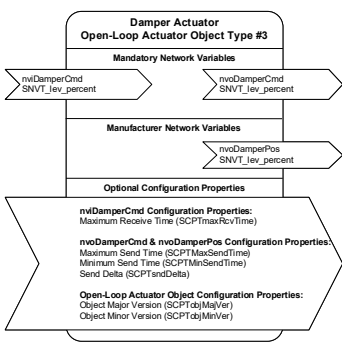 Damper Actuator
Open-Loop Actuator Object Type #3
Mandatory Network Variables
nviDamperCmd
SNVT_lev_percent
nvoDamperCmd
SNVT_lev_percent
Manufacturer Network Variables
nvoDamperPos
SNVT_lev_percent
Optional Configuration Properties
nviDamperCmd Configuration Properties:
Maximum Receive Time (SCPTmaxRcvTime)
nvoDamperCmd & nvoDamperPos Configuration Properties:
Maximum Send Time (SCPTMaxSendTime)
Minimum Send Time (SCPTMinSendTime)
Send Delta (SCPTsndDelta)
Open-Loop Actuator Object Configuration Properties:
Object Major Version (SCPTobjMajVer)
Object Minor Version (SCPTobjMinVer)